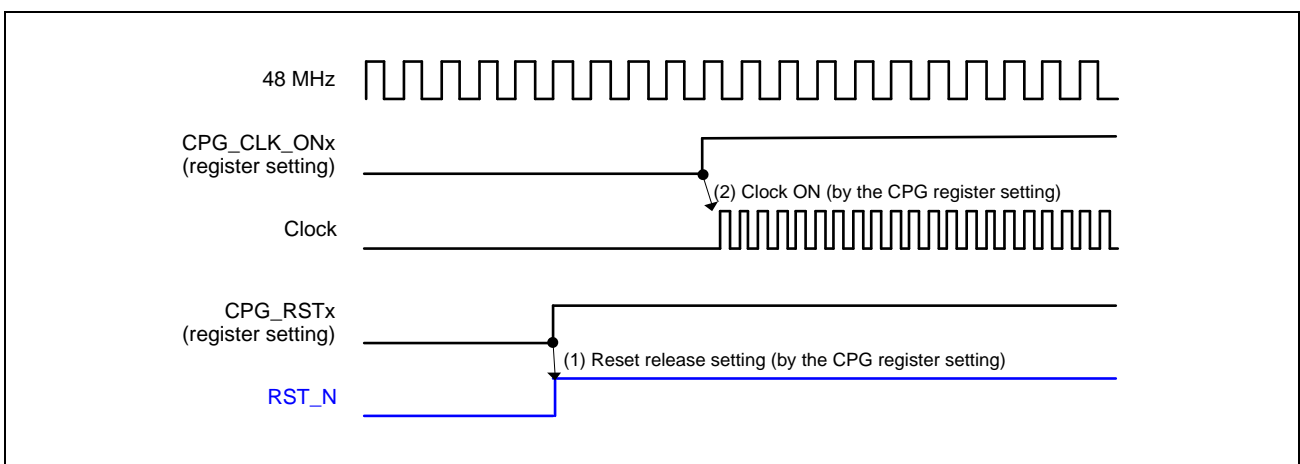 48 MHz
CPG_CLK_ONx
(register setting)
(2) Clock ON (by the CPG register setting)
Clock
CPG_RSTx
(register setting)
(1) Reset release setting (by the CPG register setting)
RST_N